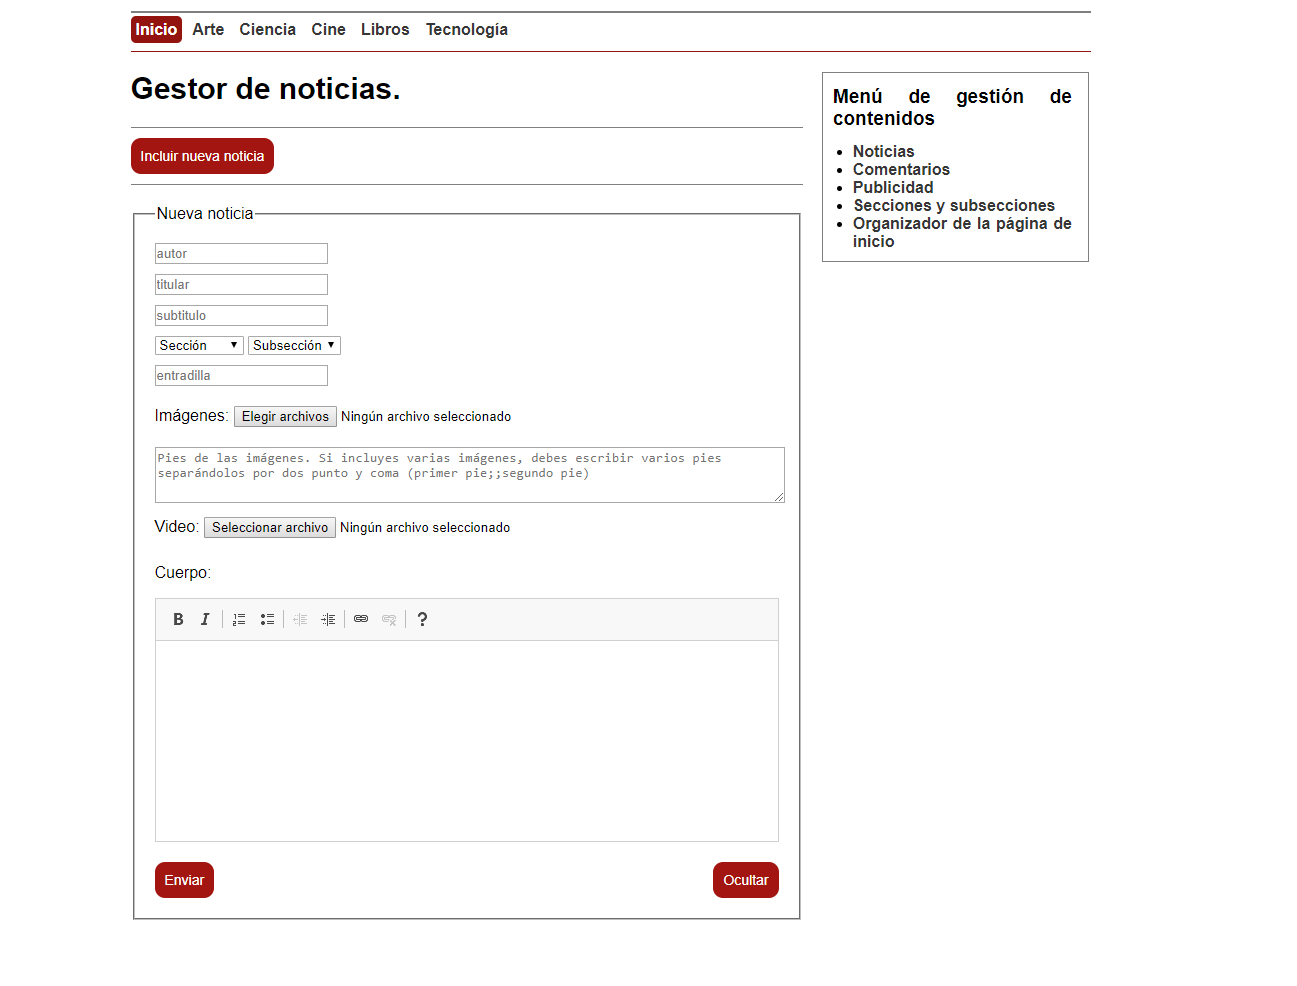 Inicio Arte Ciencia Cine Libros Tecnología
Gestor de noticias.
Incluir nueva noticia
Nueva noticia
autor
titular
subtitulo
Sección Subsección
entradilla
Imágenes: Elegir archivos Ningún archivo seleccionado
Pies de las imágenes. Si incluyes varias imágenes, debes escribir varios pies
separándolos por dos punto y coma (primer pie;;segundo pie)
Video: Seleccionar archivo Ningún archivo seleccionado
Cuerpo:
B I ?
Enviar Ocultar
Menú de gestión de
contenidos
Noticias
Comentarios
Publicidad
Secciones y subsecciones
Organizador de la página de
inicio